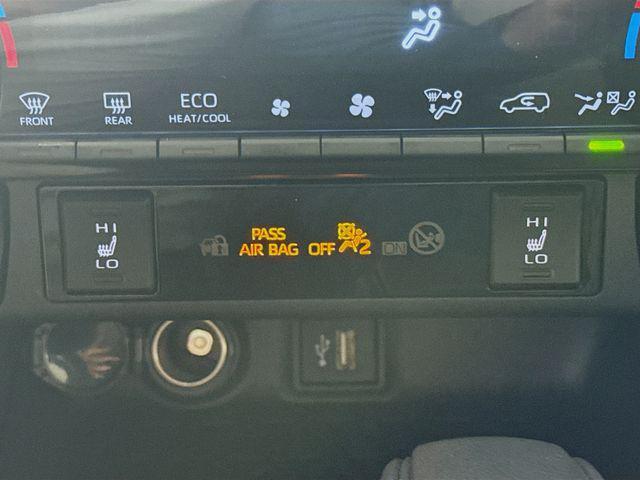 FRONT
REAR
ECO
HEAT/COOL
HI
LO
PASS
AIR BAG OFF 2
ON
HI
LO